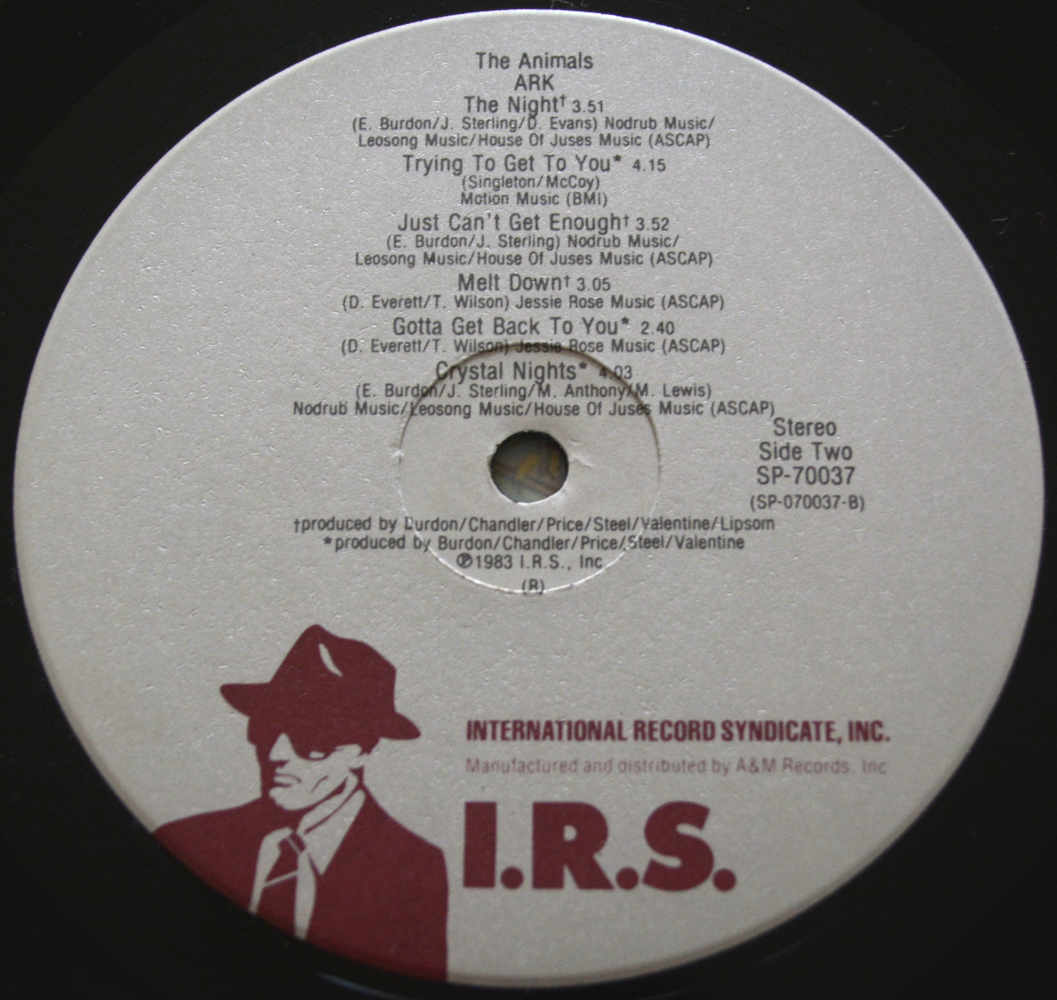 The Animals
ARK
The Night† 3.51
(E. Burdon/J. Sterling/D. Evans) Nodrub Music/
Leosong Music/House Of Juses Music (ASCAP)
Trying To Get To You* 4.15
(Singleton/McCoy)
Motion Music (BMI)
Just Can't Get Enough† 3.52
(E. Burdon/J. Sterling) Nodrub Music/
Leosong Music/House Of Juses Music (ASCAP)
Melt Down† 3.05
(D. Everett/T. Wilson) Jessie Rose Music (ASCAP)
Gotta Get Back To You* 2.40
(D. Everett/T. Wilson) Jessie Rose Music (ASCAP)
Crystal Nights* 4.03
(E. Burdon/J. Sterling/M. Anthony/M. Lewis)
Nodrub Music/Leosong Music/House Of Juses Music (ASCAP)
Stereo
Side Two
SP-70037
(SP-070037-B)
†produced by Burdon/Chandler/Price/Steel/Valentine/Lipsom
*produced by Burdon/Chandler/Price/Steel/Valentine
℗1983 I.R.S., Inc
(R)
INTERNATIONAL RECORD SYNDICATE, INC.
Manufactured and distributed by A&M Records, Inc
I.R.S.